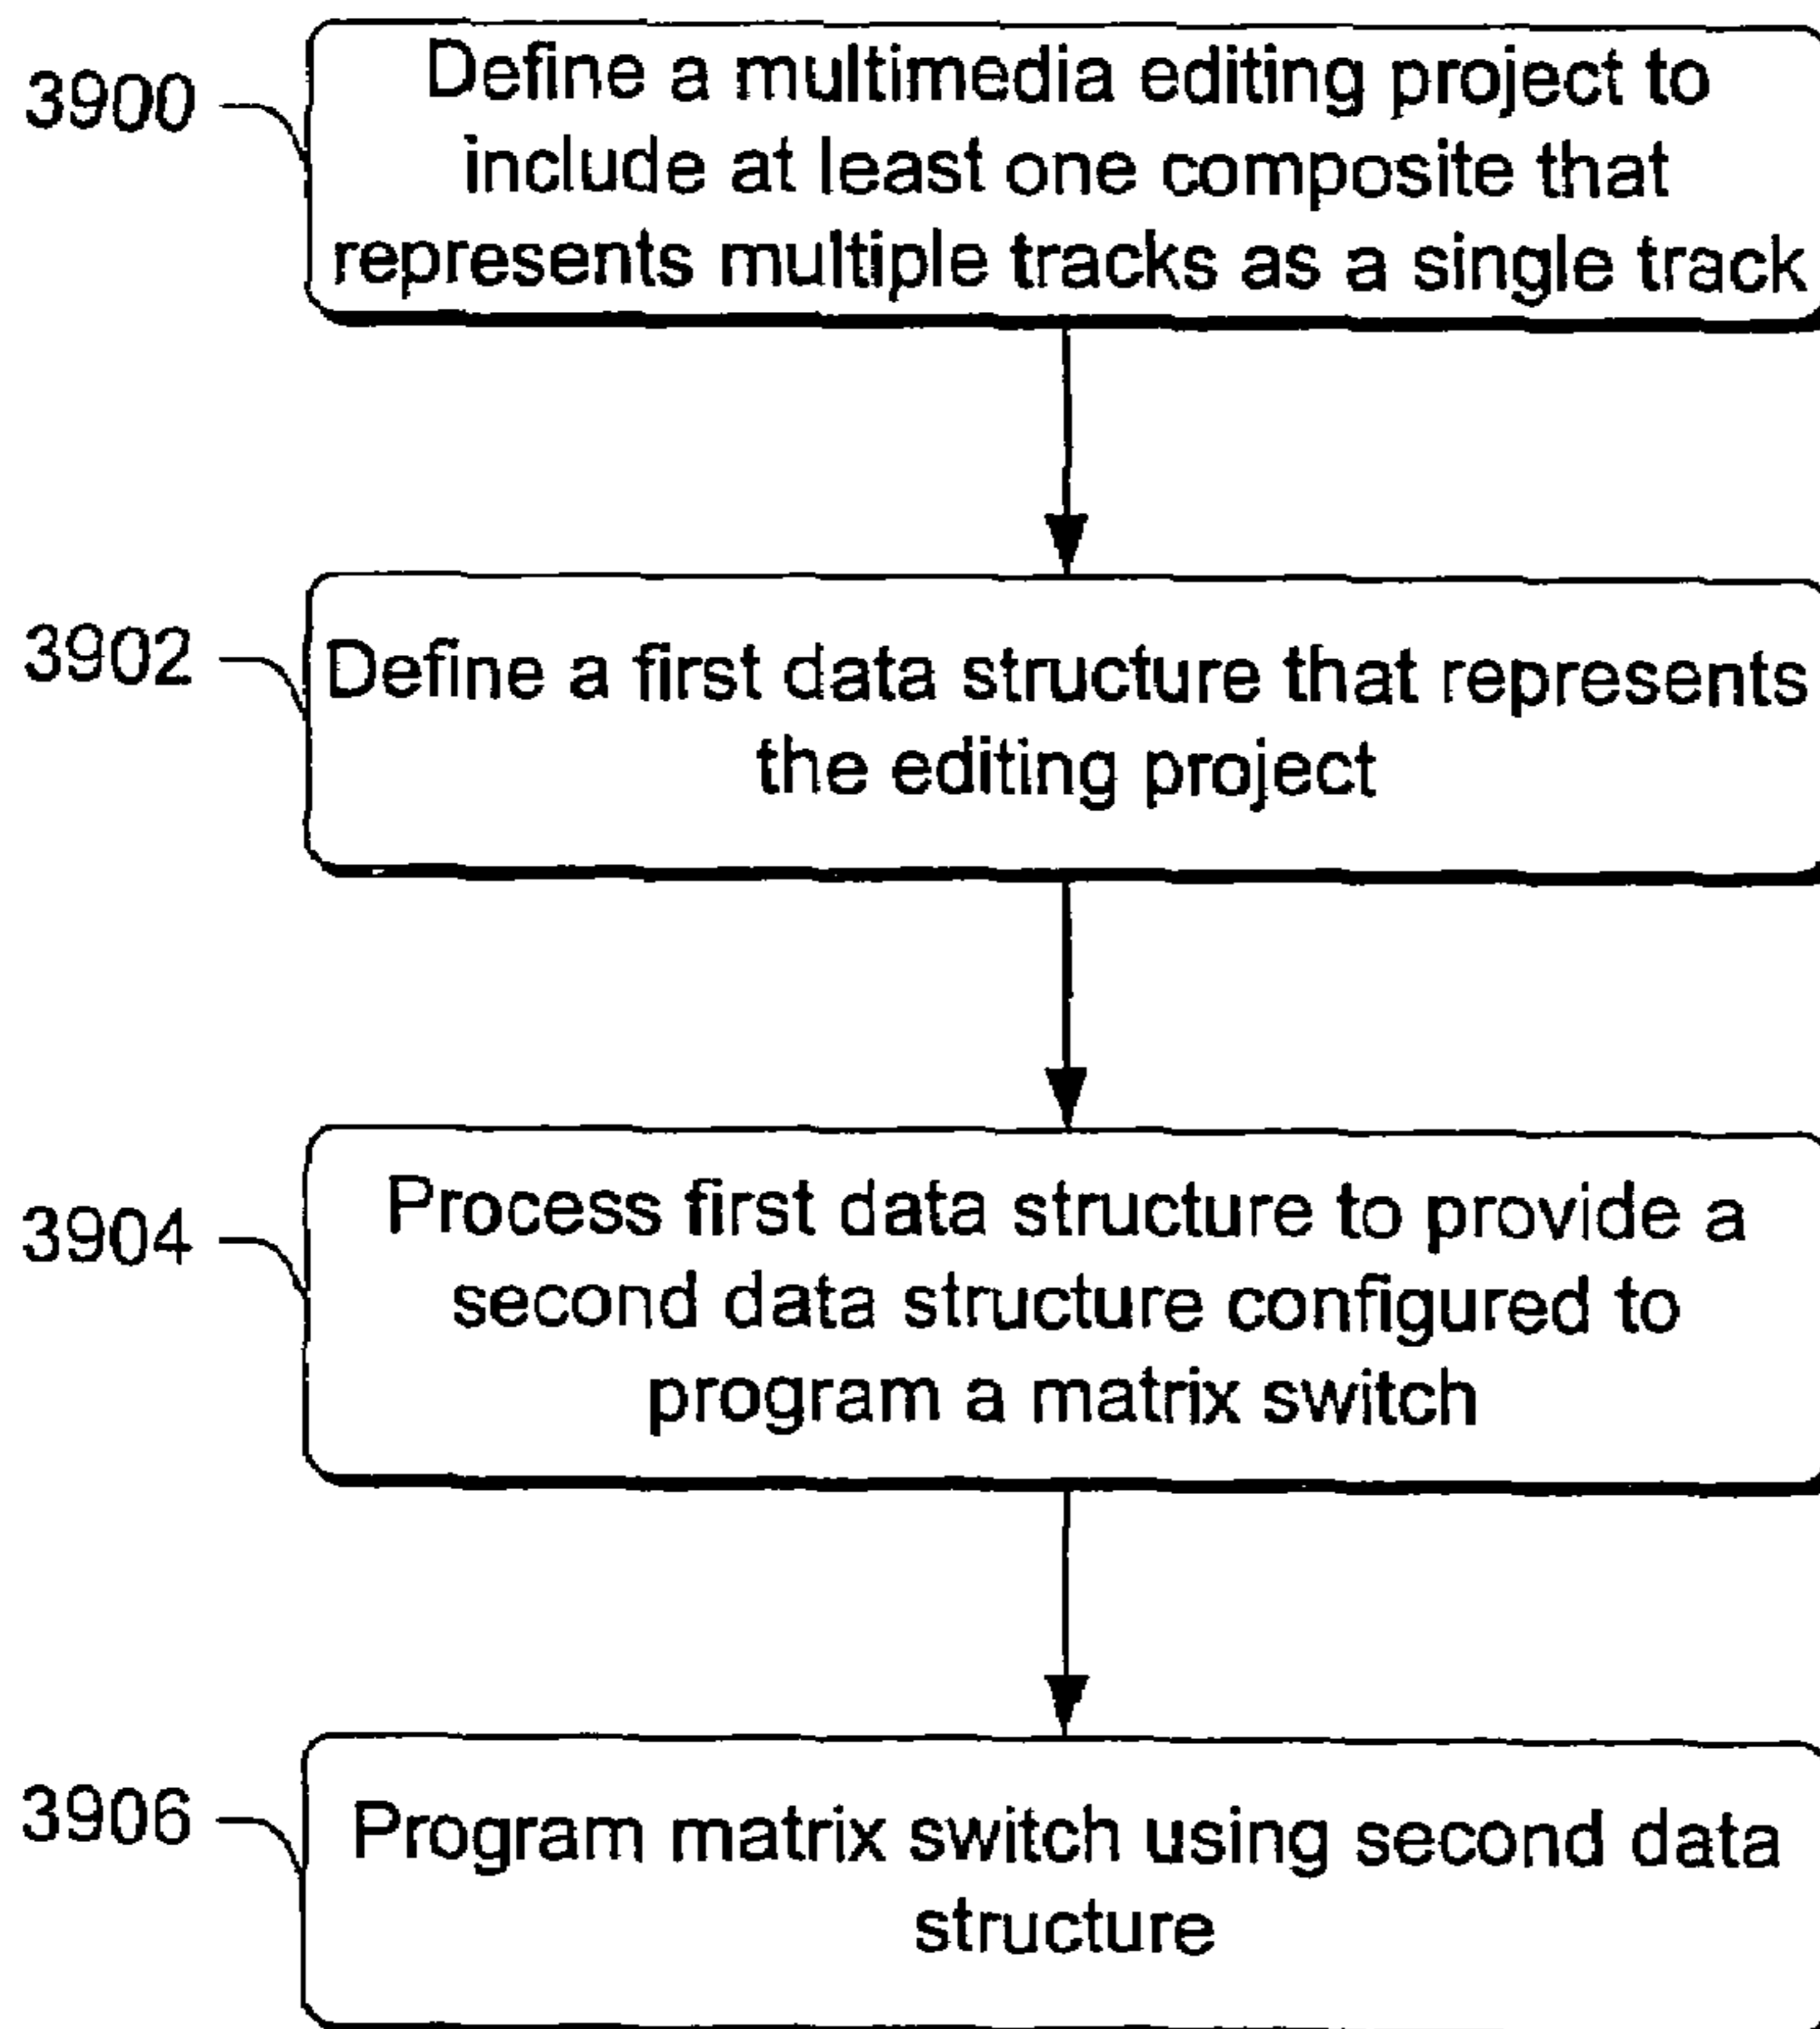 3900
Define a multimedia editing project to
include at least one composite that
represents multiple tracks as a single track
3902
Define a first data structure that represents
the editing project
3904
Process first data structure to provide a
second data structure configured to
program a matrix switch
3906
Program matrix switch using second data
structure